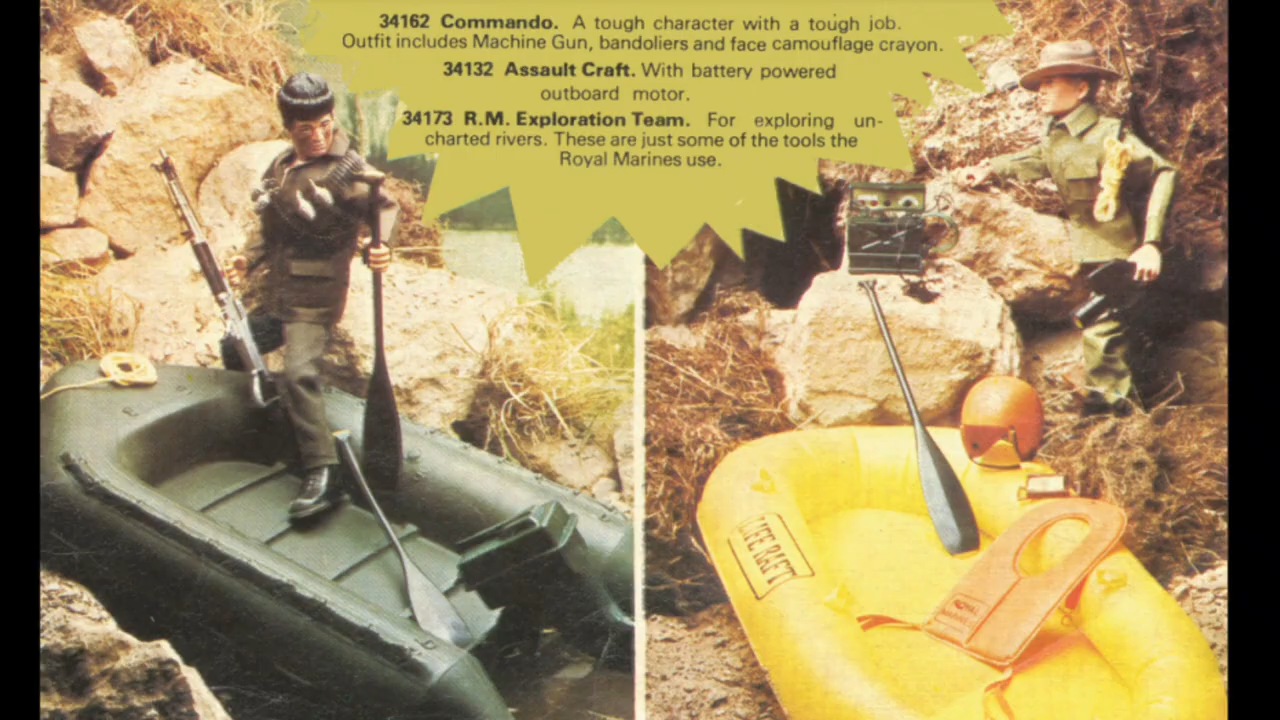 34162 Commando. A tough character with a tough job.
Outfit includes Machine Gun, bandoliers and face camouflage crayon.
34132 Assault Craft. With battery powered
outboard motor.
34173 R.M. Exploration Team. For exploring un-
charted rivers. These are just some of the tools the
Royal Marines use.
LIFE RAFT